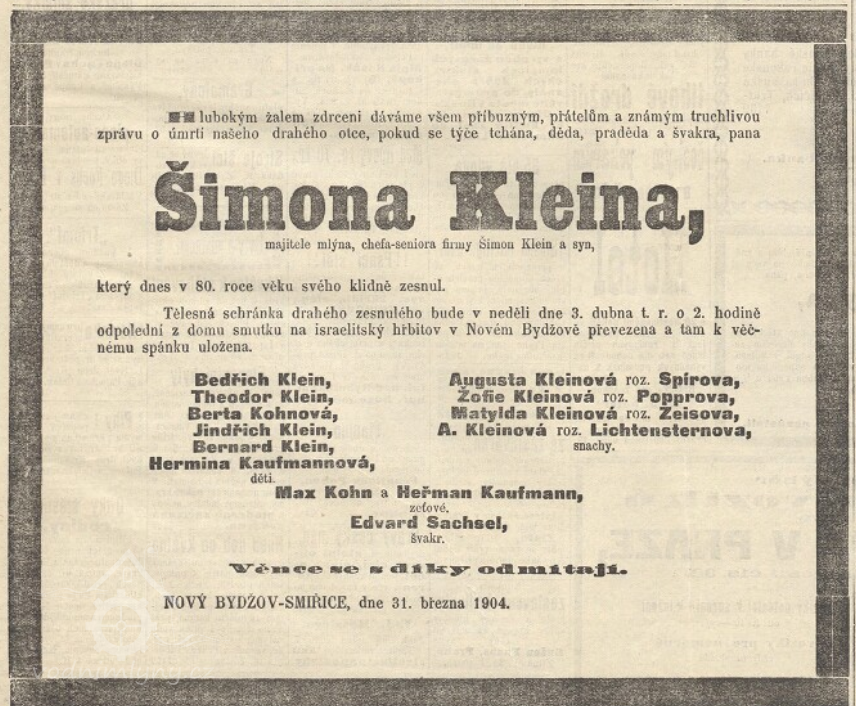 Hlubokým žalem zdrceni dáváme všem příbuzným, přátelům a známým truchlivou
zprávu o úmrtí našeho drahého otce, pokud se týče tchána, děda, praděda a švakra, pana
Šimona Kleina,
majitele mlýna, chefa-seniora firmy Šimon Klein a syn,
který dnes v 80. roce věku svého klidně zesnul.
Tělesná schránka drahého zesnulého bude v neděli dne 3. dubna t. r. o 2. hodině
odpolední z domu smutku na israelitský hřbitov v Novém Bydžově převezena a tam k věč-
nému spánku uložena.
Bedřich Klein,
Theodor Klein,
Berta Kohnová,
Jindřich Klein,
Bernard Klein,
Hermina Kaufmannová,
děti.
Augusta Kleinová roz. Spírova,
Žofie Kleinová roz. Popprova,
Matylda Kleinová roz. Zeisova,
A. Kleinová roz. Lichtensternova,
snachy.
Max Kohn a Heřman Kaufmann,
zeťové.
Edvard Sachsel,
švakr.
Věnce se s díky odmítají.
NOVÝ BYDŽOV-SMIŘICE, dne 31. března 1904.